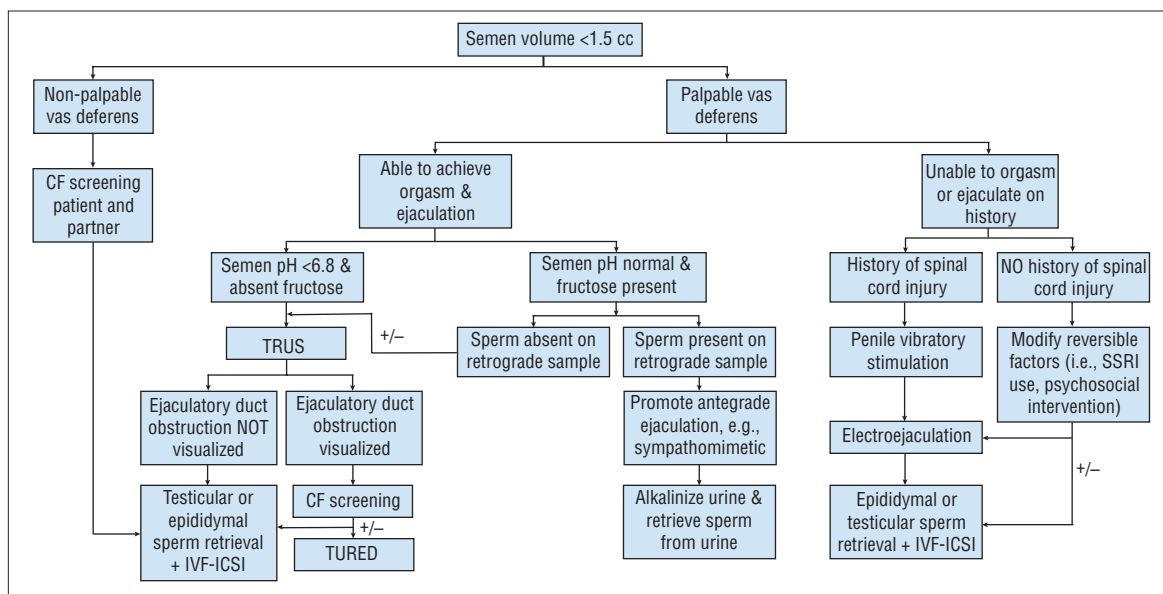 Semen volume <1.5 cc
Non-palpable
vas deferens
Palpable vas
deferens
CF screening
patient and
partner
Able to achieve
orgasm &
ejaculation
Unable to orgasm
or ejaculate on
history
Semen pH <6.8 &
absent fructose
Semen pH normal &
fructose present
History of spinal
cord injury
NO history of spinal
cord injury
+/–
TRUS
Sperm absent on
retrograde sample
Sperm present on
retrograde sample
Penile vibratory
stimulation
Modify reversible
factors (i.e., SSRI
use, psychosocial
intervention)
Ejaculatory duct
obstruction NOT
visualized
Ejaculatory duct
obstruction
visualized
Promote antegrade
ejaculation, e.g.,
sympathomimetic
Electroejaculation
+/–
Testicular or
epididymal
sperm retrieval
+ IVF-ICSI
CF screening
+/–
TURED
Alkalinize urine &
retrieve sperm
from urine
Epididymal or
testicular sperm
retrieval + IVF-ICSI